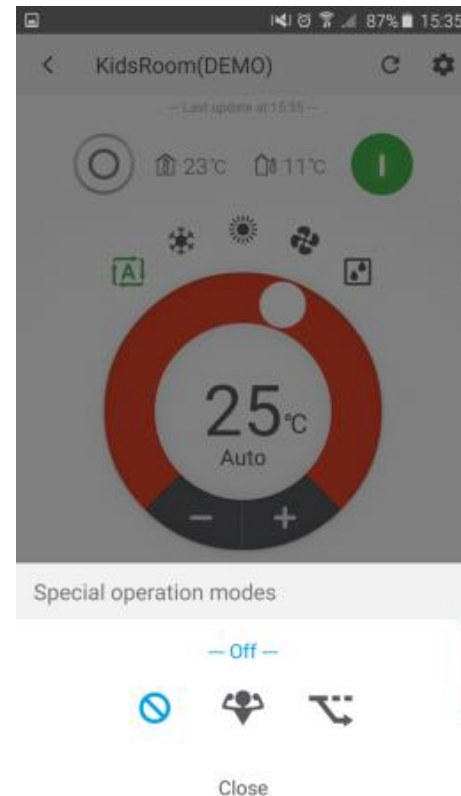 87% 15:35
KidsRoom(DEMO)
--- Last update at 15:35 ---
23°C 11°C
A
25°C
Auto
Special operation modes
--- Off ---
Close